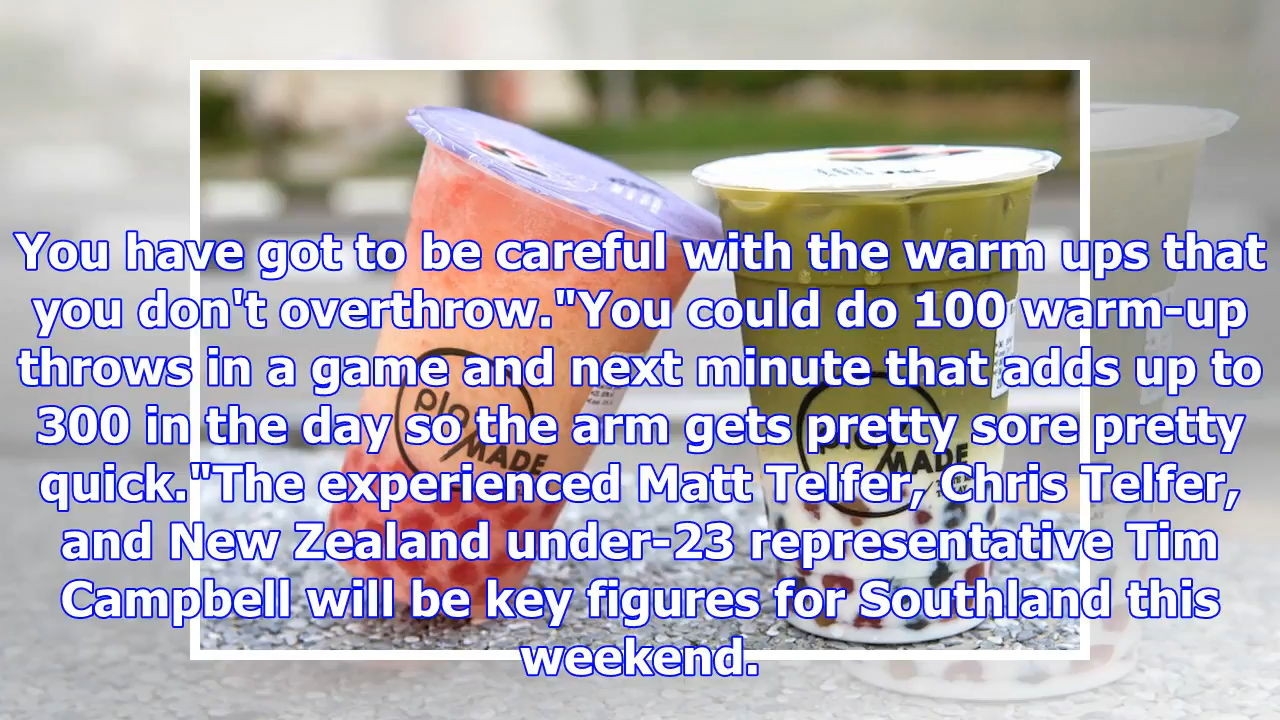 You have got to be careful with the warm ups that
you don't overthrow."You could do 100 warm-up
throws in a game and next minute that adds up to
300 in the day so the arm gets pretty sore pretty
quick."The experienced Matt Telfer, Chris Telfer,
and New Zealand under-23 representative Tim
Campbell will be key figures for Southland this
weekend.
MADE
MADE